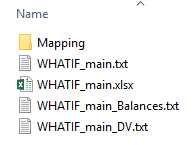 Name
Mapping
WHATIF_main.txt
WHATIF_main.xlsx
WHATIF_main_Balances.txt
WHATIF_main_DV.txt